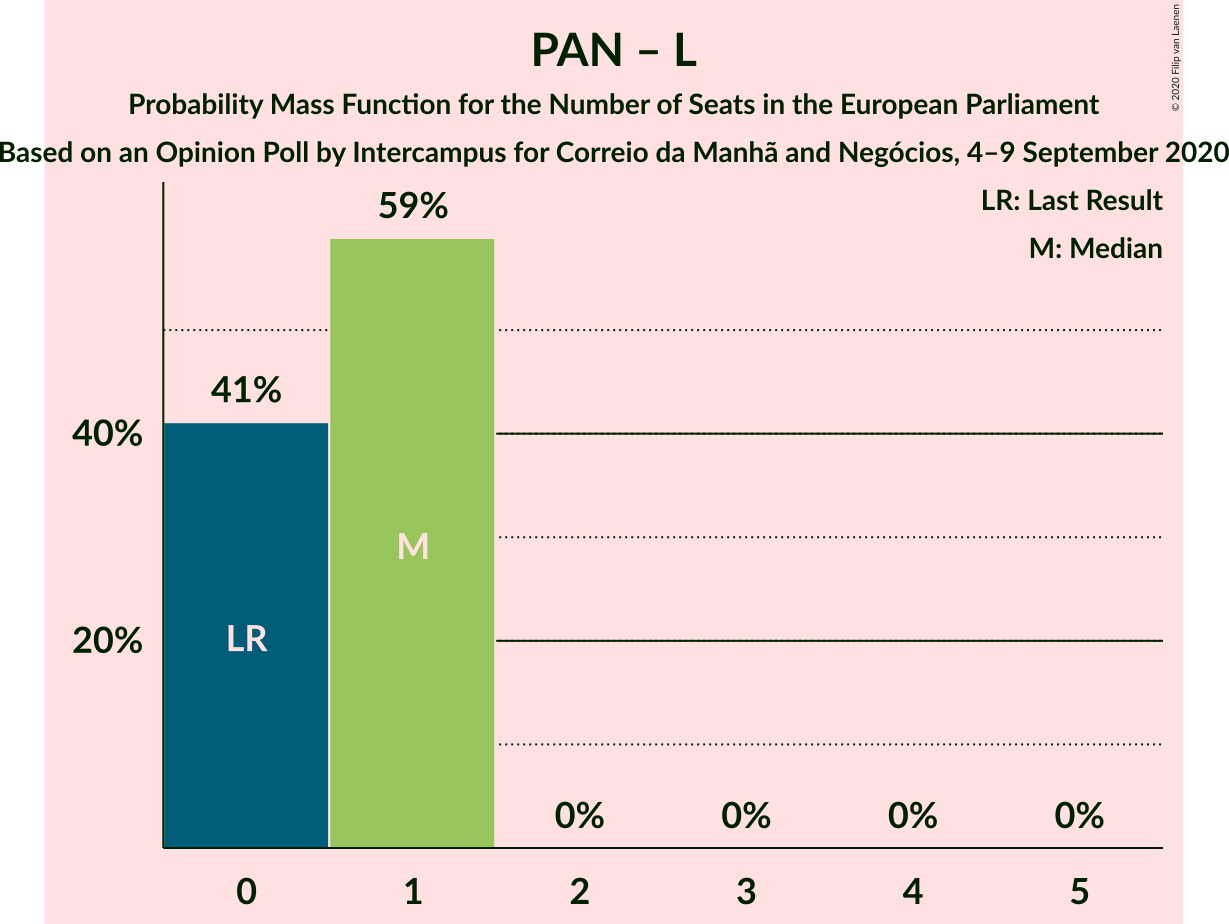 PAN – L
Probability Mass Function for the Number of Seats in the European Parliament
Based on an Opinion Poll by Intercampus for Correio da Manhã and Negócios, 4–9 September 2020
© 2020 Filip van Laenen
LR: Last Result
M: Median
59%
41%
40%
20%
M
LR
0% 0% 0% 0%
0 1 2 3 4 5